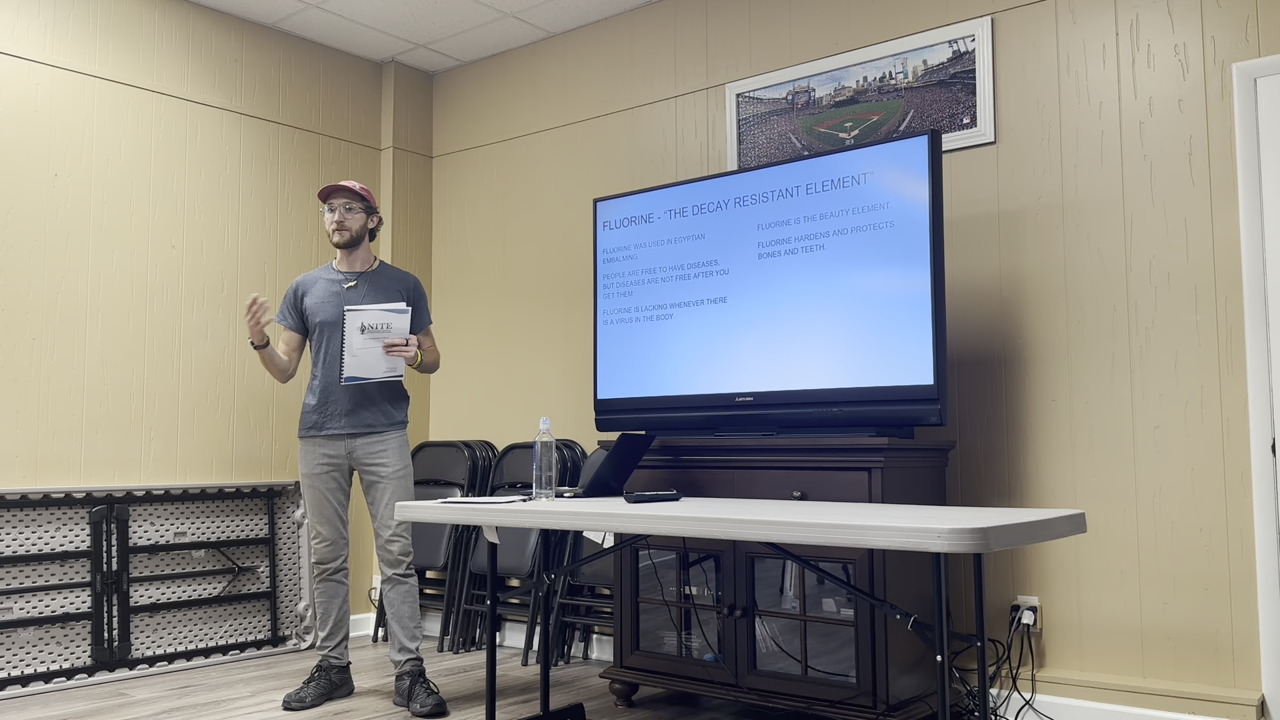 FLUORINE - "THE DECAY RESISTANT ELEMENT"
FLUORINE WAS USED IN EGYPTIAN
EMBALMING.
PEOPLE ARE FREE TO HAVE DISEASES,
BUT DISEASES ARE NOT FREE AFTER YOU
GET THEM.
FLUORINE IS LACKING WHENEVER THERE
IS A VIRUS IN THE BODY.
FLUORINE IS THE BEAUTY ELEMENT.
FLUORINE HARDENS AND PROTECTS
BONES AND TEETH.
NITE
MITSUBISHI